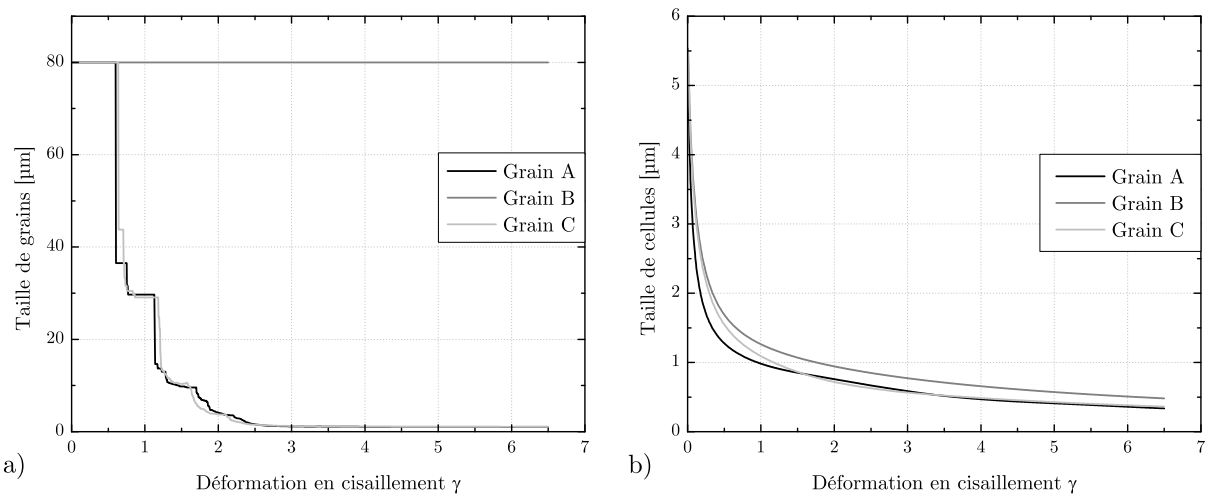 80
60
40
20
0
0 1 2 3 4 5 6 7
Taille de grains [µm]
Déformation en cisaillement γ
Grain A
Grain B
Grain C
a)
6
5
4
3
2
1
0
0 1 2 3 4 5 6 7
Taille de cellules [µm]
Déformation en cisaillement γ
Grain A
Grain B
Grain C
b)